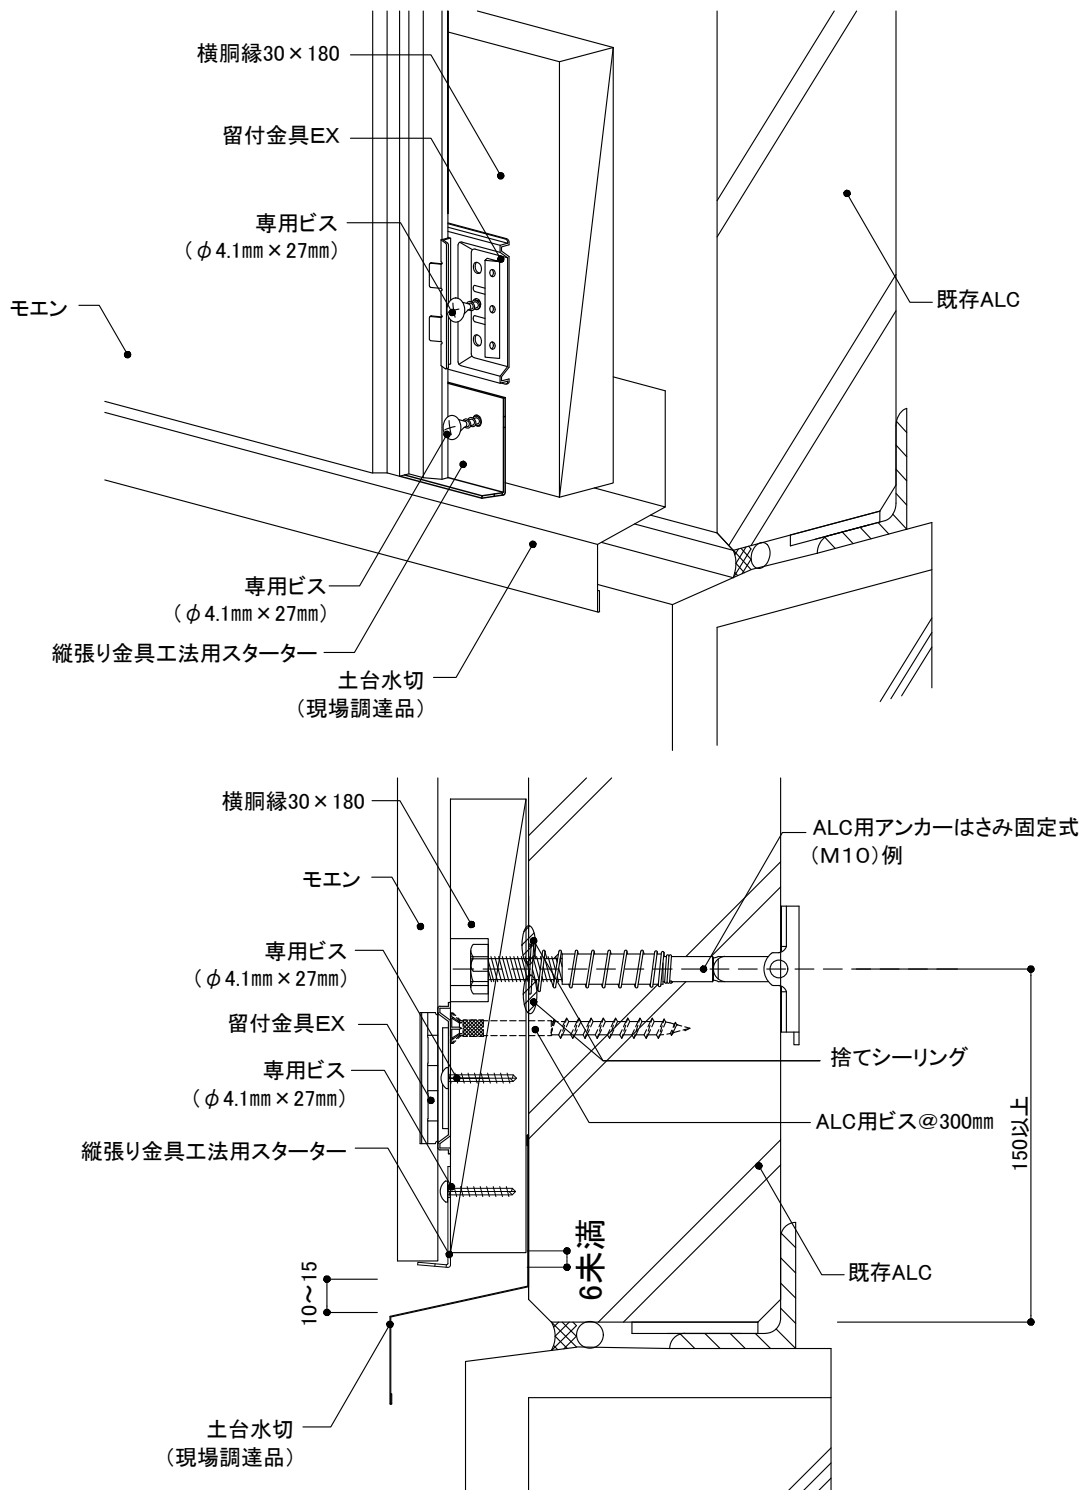 横胴縁30×180
留付金具EX
専用ビス
(φ4.1mm×27mm)
モエン
既存ALC
専用ビス
(φ4.1mm×27mm)
縦張り金具工法用スターター
土台水切
(現場調達品)
横胴縁30×180
ALC用アンカーはさみ固定式
(M10)例
モエン
専用ビス
(φ4.1mm×27mm)
留付金具EX
専用ビス
(φ4.1mm×27mm)
捨てシーリング
ALC用ビス@300mm
150以上
縦張り金具工法用スターター
6未満
10~15
既存ALC
土台水切
(現場調達品)